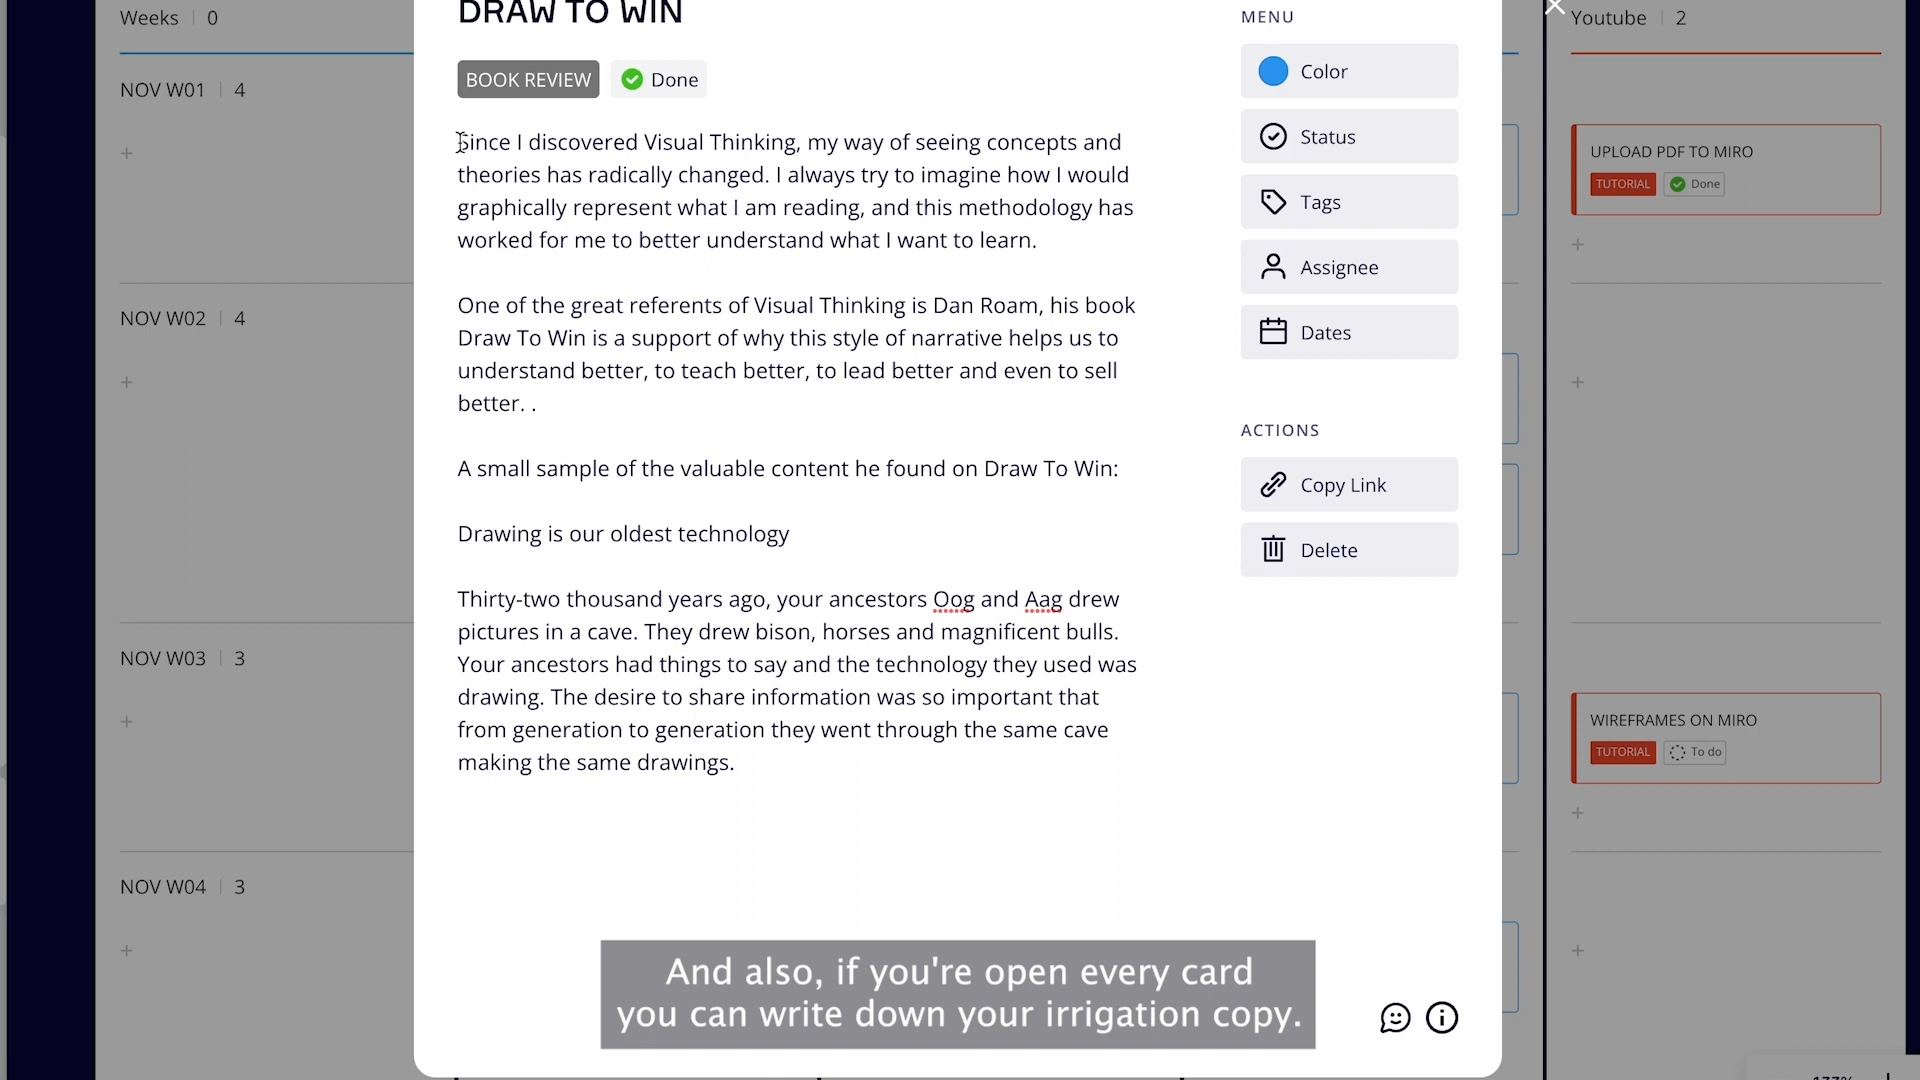 Weeks | 0
NOV W01 | 4
+
NOV W02 | 4
+
NOV W03 | 3
+
NOV W04 | 3
+
DRAW TO WIN
BOOK REVIEW Done
Since I discovered Visual Thinking, my way of seeing concepts and
theories has radically changed. I always try to imagine how I would
graphically represent what I am reading, and this methodology has
worked for me to better understand what I want to learn.
One of the great referents of Visual Thinking is Dan Roam, his book
Draw To Win is a support of why this style of narrative helps us to
understand better, to teach better, to lead better and even to sell
better. .
A small sample of the valuable content he found on Draw To Win:
Drawing is our oldest technology
Thirty-two thousand years ago, your ancestors Oog and Aag drew
pictures in a cave. They drew bison, horses and magnificent bulls.
Your ancestors had things to say and the technology they used was
drawing. The desire to share information was so important that
from generation to generation they went through the same cave
making the same drawings.
MENU
Color
Status
Tags
Assignee
Dates
ACTIONS
Copy Link
Delete
Youtube | 2
UPLOAD PDF TO MIRO
TUTORIAL Done
+
+
WIREFRAMES ON MIRO
TUTORIAL To do
+
+
And also, if you're open every card
you can write down your irrigation copy.